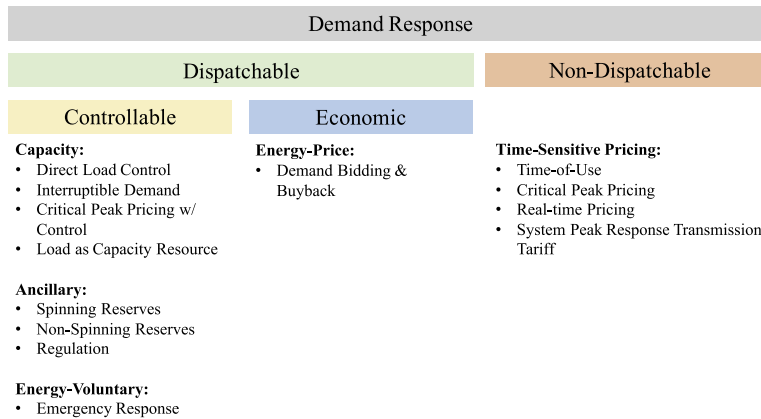 Demand Response
Dispatchable
Non-Dispatchable
Controllable
Economic
Capacity:
• Direct Load Control
• Interruptible Demand
• Critical Peak Pricing w/
Control
• Load as Capacity Resource
Ancillary:
• Spinning Reserves
• Non-Spinning Reserves
• Regulation
Energy-Voluntary:
• Emergency Response
Energy-Price:
• Demand Bidding &
Buyback
Time-Sensitive Pricing:
• Time-of-Use
• Critical Peak Pricing
• Real-time Pricing
• System Peak Response Transmission
Tariff